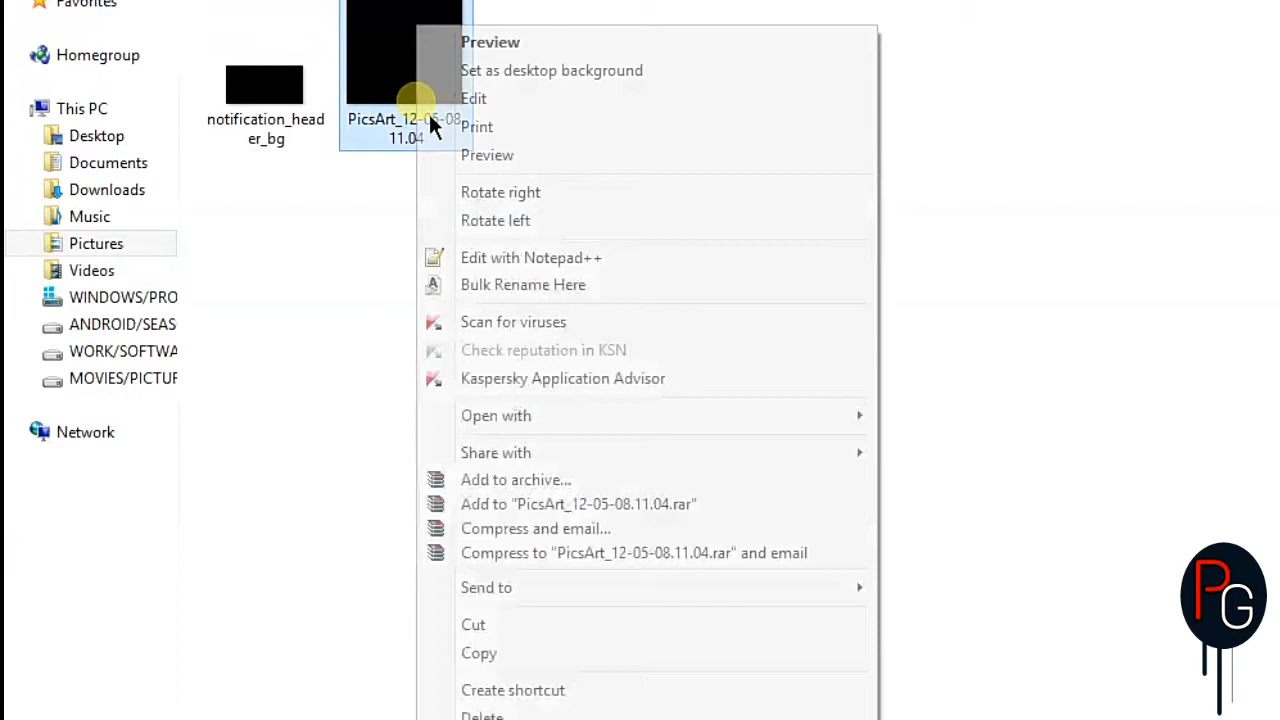 Favorites
Homegroup
This PC
Desktop
Documents
Downloads
Music
Pictures
Videos
WINDOWS/PRO
ANDROID/SEAS
WORK/SOFTWA
MOVIES/PICTUF
Network
notification_head
er_bg
PicsArt_12-05-08
11.04
Preview
Set as desktop background
Edit
Print
Preview
Rotate right
Rotate left
Edit with Notepad++
Bulk Rename Here
Scan for viruses
Check reputation in KSN
Kaspersky Application Advisor
Open with
Share with
Add to archive...
Add to "PicsArt_12-05-08.11.04.rar"
Compress and email...
Compress to "PicsArt_12-05-08.11.04.rar" and email
Send to
Cut
Copy
Create shortcut
Delete
PG